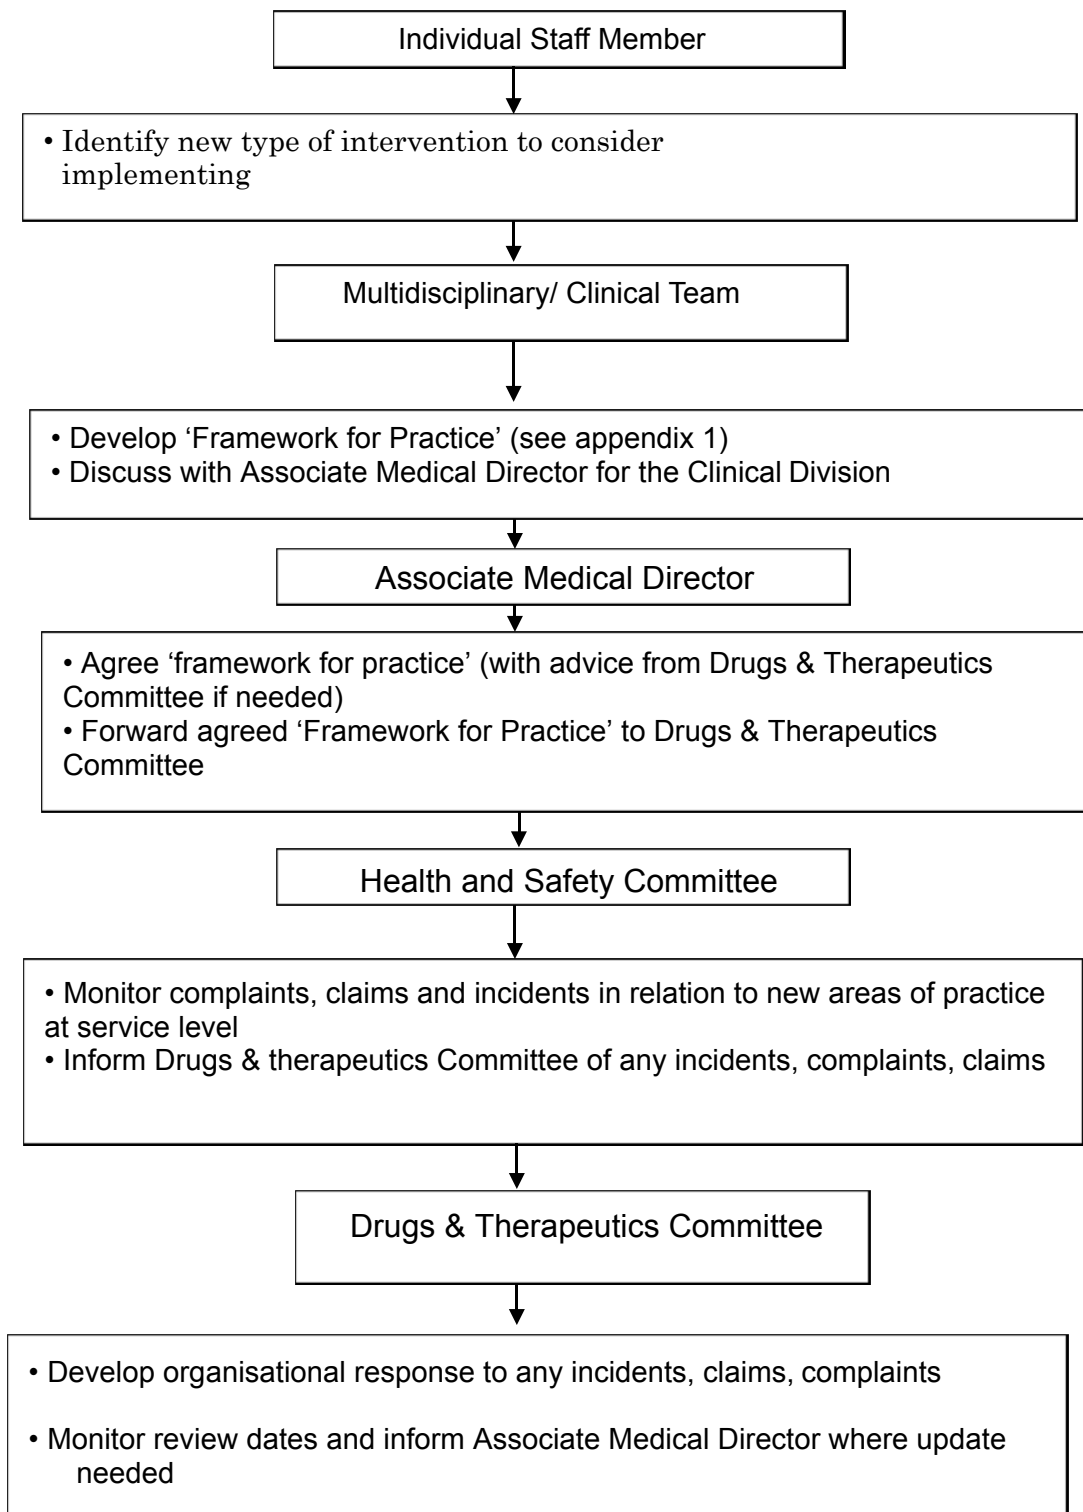 Individual Staff Member
• Identify new type of intervention to consider
implementing
Multidisciplinary/ Clinical Team
• Develop ‘Framework for Practice’ (see appendix 1)
• Discuss with Associate Medical Director for the Clinical Division
Associate Medical Director
• Agree ‘framework for practice’ (with advice from Drugs & Therapeutics
Committee if needed)
• Forward agreed ‘Framework for Practice’ to Drugs & Therapeutics
Committee
Health and Safety Committee
• Monitor complaints, claims and incidents in relation to new areas of practice
at service level
• Inform Drugs & therapeutics Committee of any incidents, complaints, claims
Drugs & Therapeutics Committee
• Develop organisational response to any incidents, claims, complaints
• Monitor review dates and inform Associate Medical Director where update
needed